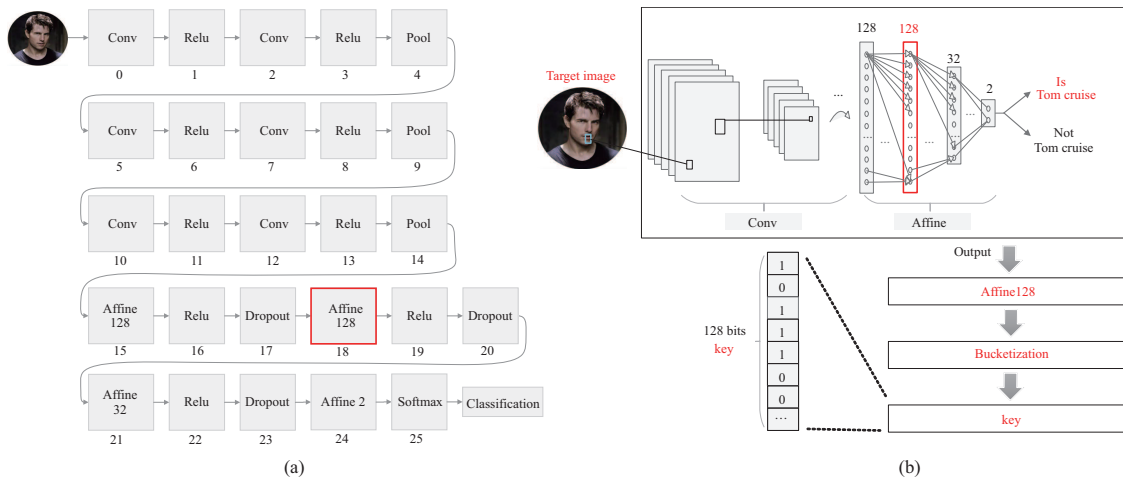 Conv
Relu
Conv
Relu
Pool
0
1
2
3
4
Conv
Relu
Conv
Relu
Pool
5
6
7
8
9
Conv
Relu
Conv
Relu
Pool
10
11
12
13
14
Affine
128
Relu
Dropout
Affine
128
Relu
Dropout
15
16
17
18
19
20
Affine
32
Relu
Dropout
Affine 2
Softmax
Classification
21
22
23
24
25
(a)
Target image
...
128
128
32
2
...
...
...
...
Is
Tom cruise
Not
Tom cruise
Conv
Affine
Output
Affine128
Bucketization
key
128 bits
key
1
0
1
1
1
0
0
...
(b)